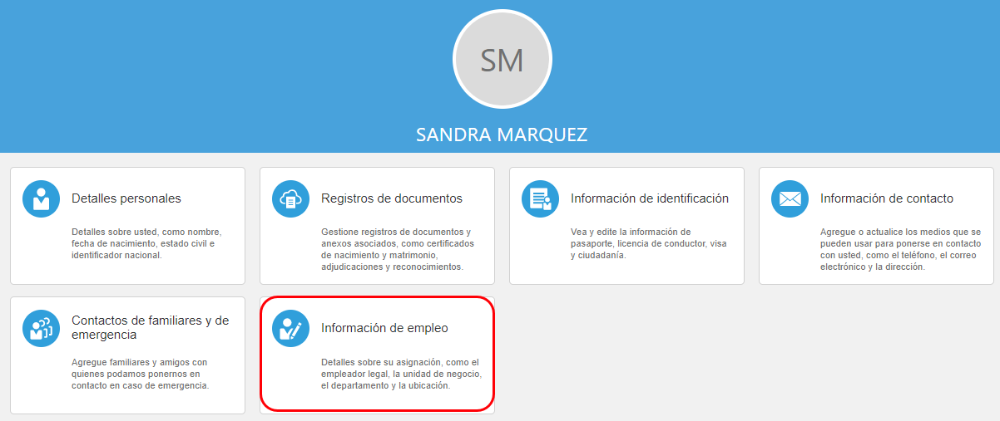 SM
SANDRA MARQUEZ
Detalles personales
Detalles sobre usted, como nombre,
fecha de nacimiento, estado civil e
identificador nacional.
Registros de documentos
Gestione registros de documentos y
anexos asociados, como certificados
de nacimiento y matrimonio,
adjudicaciones y reconocimientos.
Información de identificación
Vea y edite la información de
pasaporte, licencia de conductor, visa
y ciudadanía.
Información de contacto
Agregue o actualice los medios que se
pueden usar para ponerse en contacto
con usted, como el teléfono, el correo
electrónico y la dirección.
Contactos de familiares y de
emergencia
Agregue familiares y amigos con
quienes podamos ponernos en
contacto en caso de emergencia.
Información de empleo
Detalles sobre su asignación, como el
empleador legal, la unidad de negocio,
el departamento y la ubicación.